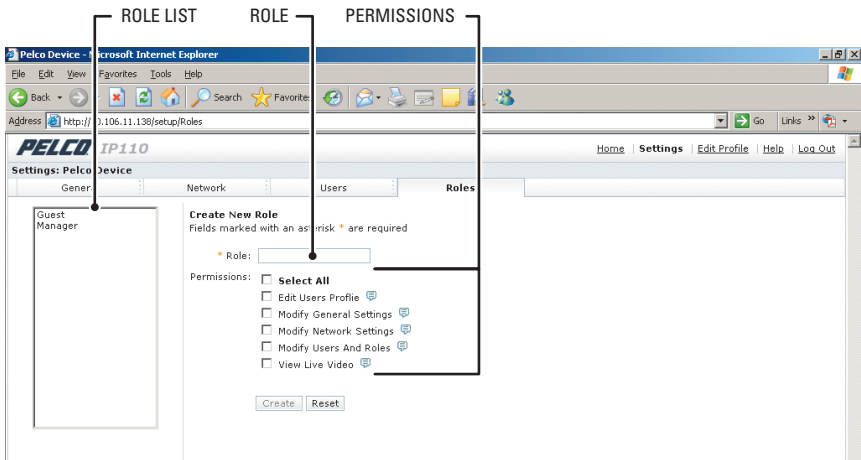 ROLE LIST ROLE PERMISSIONS
Pelco Device - Microsoft Internet Explorer
File Edit View Favorites Tools Help
Back Search Favorites
Address http:// 0.106.11.138/setup/Roles Go Links »
PELCO IP110 Home | Settings | Edit Profile | Help | Log Out
Settings: Pelco Device
General Network Users Roles
Guest
Manager
Create New Role
Fields marked with an asterisk * are required
* Role:
Permissions: Select All
Edit Users Proflie
Modify General Settings
Modify Network Settings
Modify Users And Roles
View Live Video
Create Reset